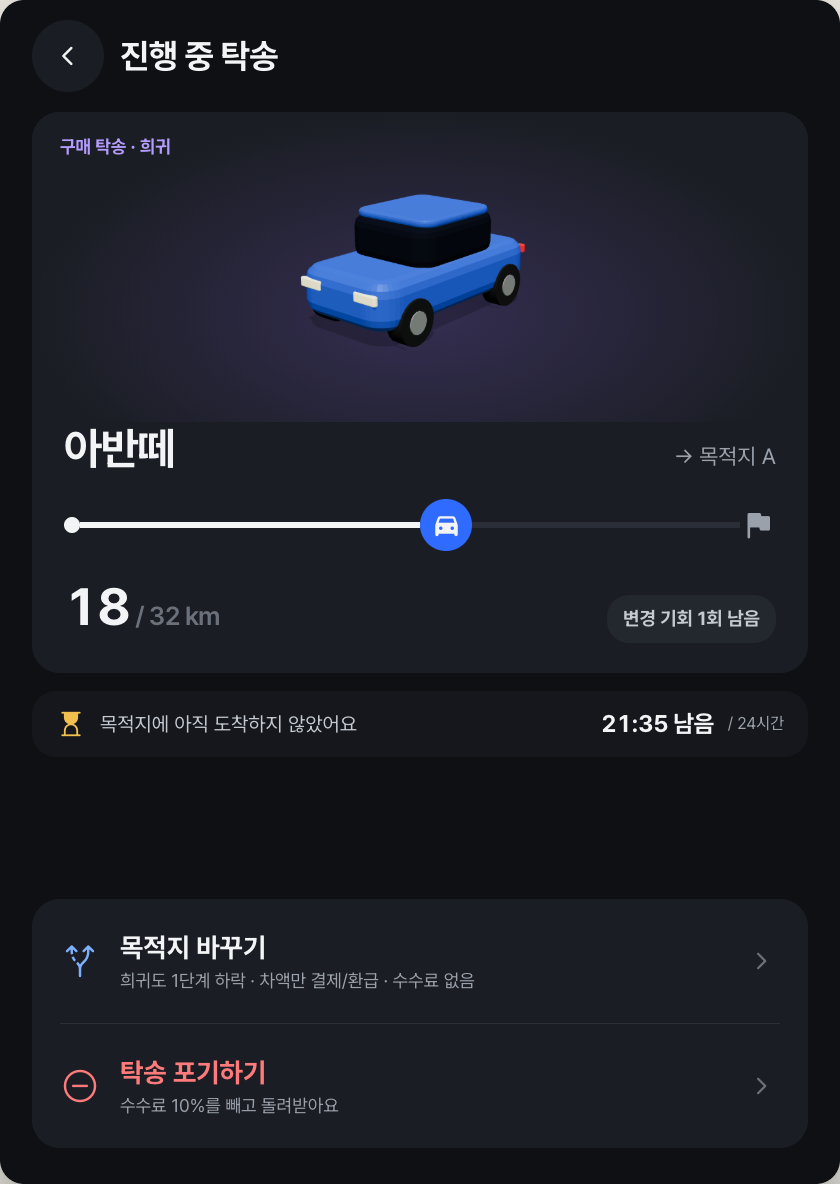 진행 중 탁송
구매 탁송 · 희귀
아반떼
→ 목적지 A
18 / 32 km
변경 기회 1회 남음
목적지에 아직 도착하지 않았어요
21:35 남음 / 24시간
목적지 바꾸기
희귀도 1단계 하락 · 차액만 결제/환급 · 수수료 없음
탁송 포기하기
수수료 10%를 빼고 돌려받아요